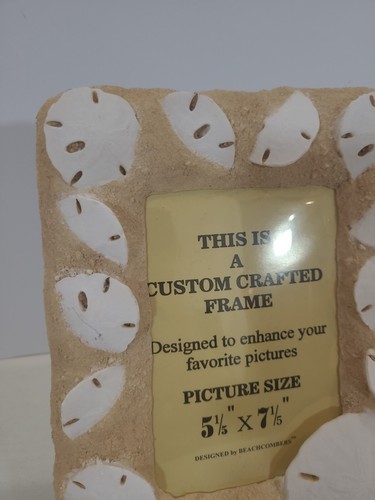 THIS IS
A
CUSTOM CRAFTED
FRAME
Designed to enhance your
favorite pictures
PICTURE SIZE
5⅕" X 7⅕"
DESIGNED by BEACHCOMBERS™